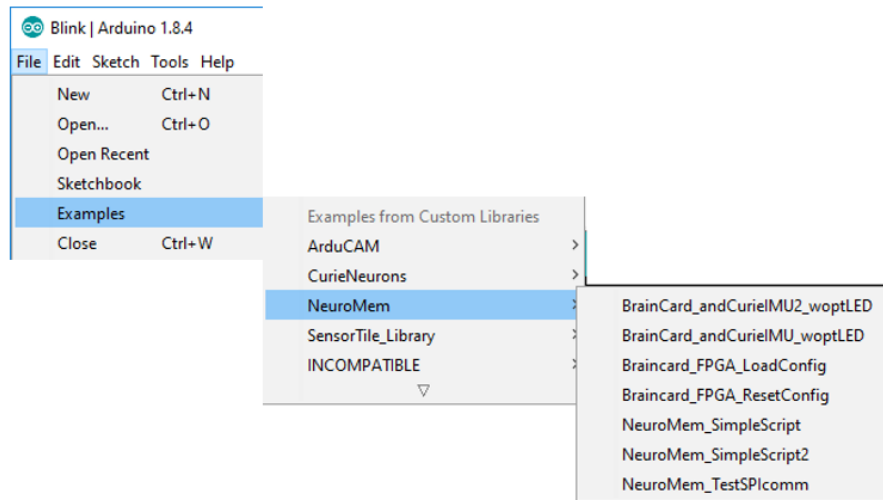 Blink | Arduino 1.8.4
File Edit Sketch Tools Help
New Ctrl+N
Open... Ctrl+O
Open Recent
Sketchbook
Examples
Close Ctrl+W
Examples from Custom Libraries
ArduCAM
CurieNeurons
NeuroMem
SensorTile_Library
INCOMPATIBLE
BrainCard_andCurieIMU2_woptLED
BrainCard_andCurieIMU_woptLED
Braincard_FPGA_LoadConfig
Braincard_FPGA_ResetConfig
NeuroMem_SimpleScript
NeuroMem_SimpleScript2
NeuroMem_TestSPIcomm